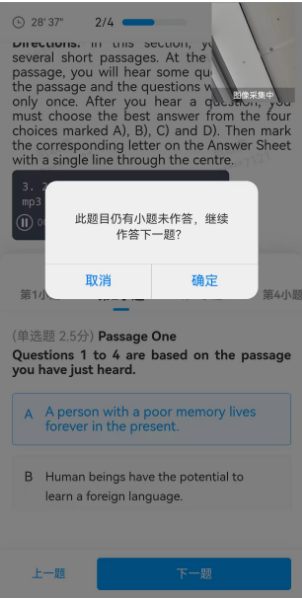 28' 37"
2/4
图像采集中
Directions: In this section, yo
several short passages. At the
passage, you will hear some qu
the passage and the questions w
only once. After you hear a question, you
must choose the best answer from the four
choices marked A), B), C) and D). Then mark
the corresponding letter on the Answer Sheet
with a single line through the centre.
3. 2
mp3
此题目仍有小题未作答，继续
作答下一题？
取消
确定
第1小
第4小题
(单选题 2.5分) Passage One
Questions 1 to 4 are based on the passage
you have just heard.
A
A person with a poor memory lives
forever in the present.
B
Human beings have the potential to
learn a foreign language.
上一题
下一题